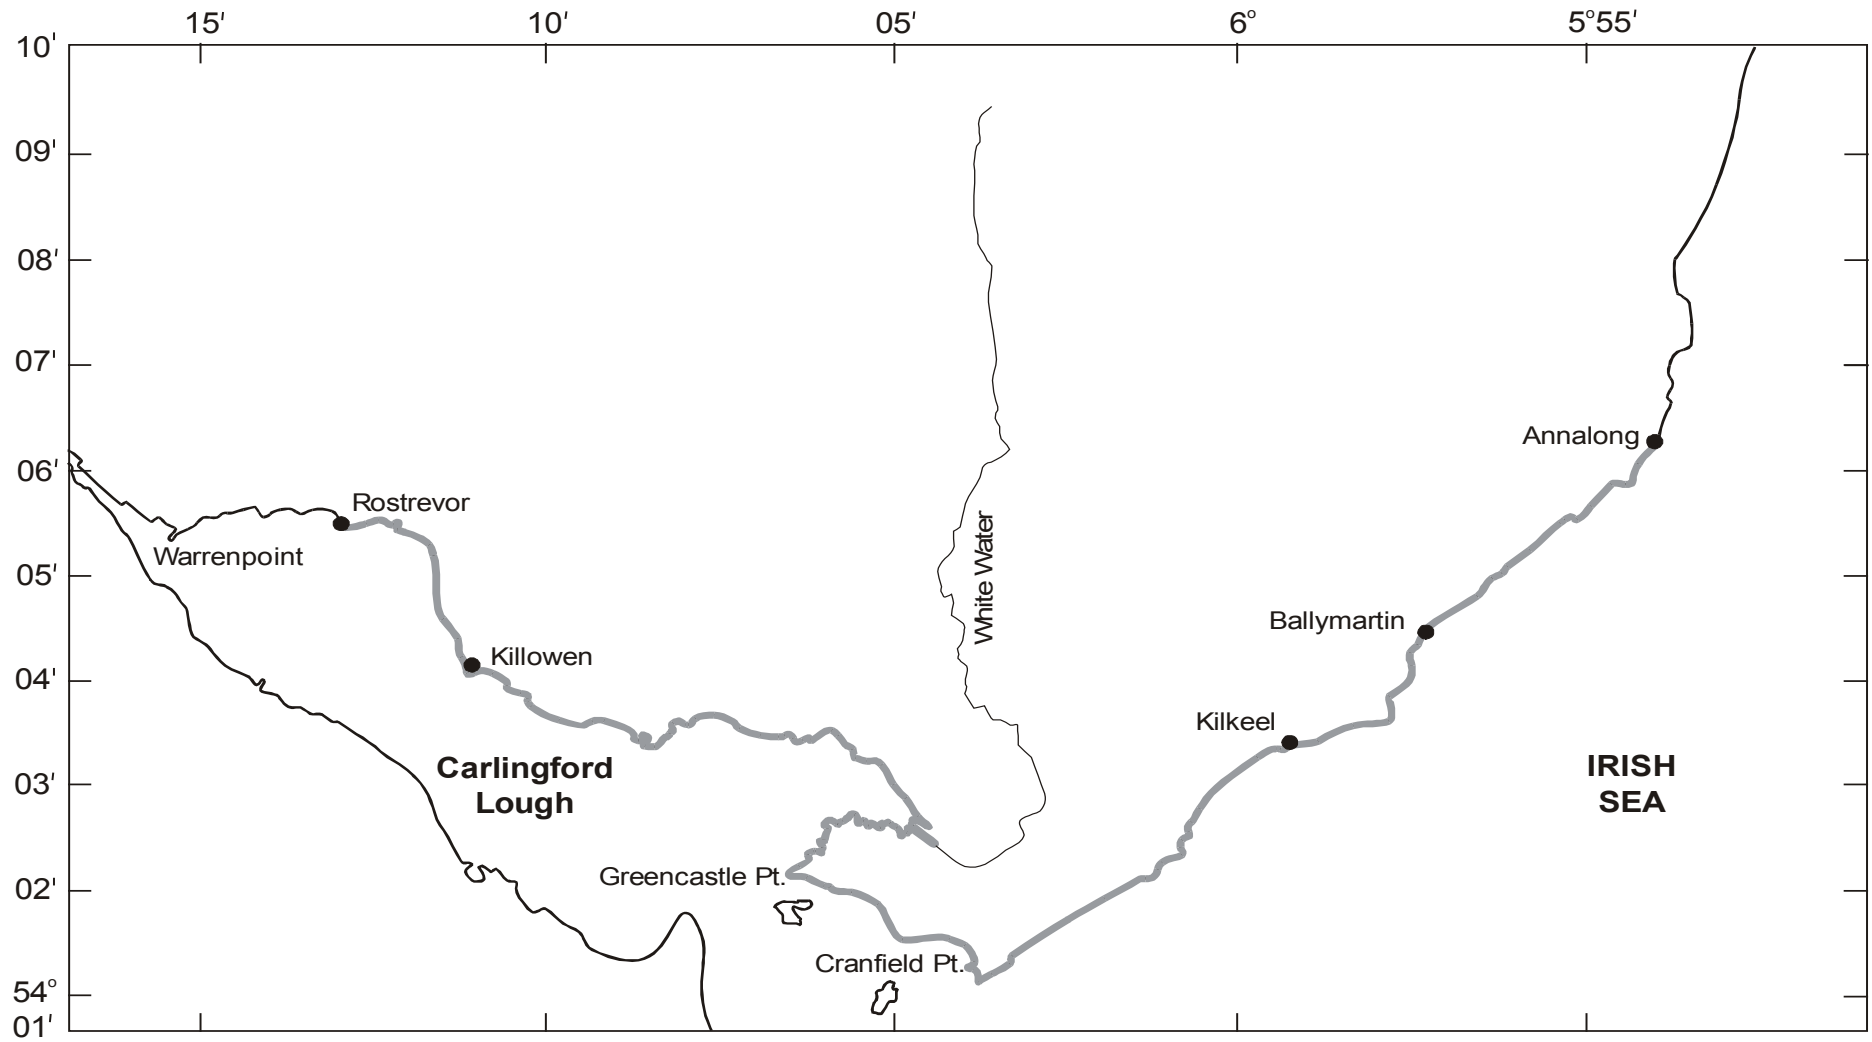 15' 10' 05' 6° 5°55'
10'
09'
08'
07'
Annalong
06'
Rostrevor
Warrenpoint
White Water
05'
Ballymartin
Killowen
04'
Kilkeel
Carlingford
Lough
IRISH
SEA
03'
Greencastle Pt.
02'
Cranfield Pt.
54°
01'